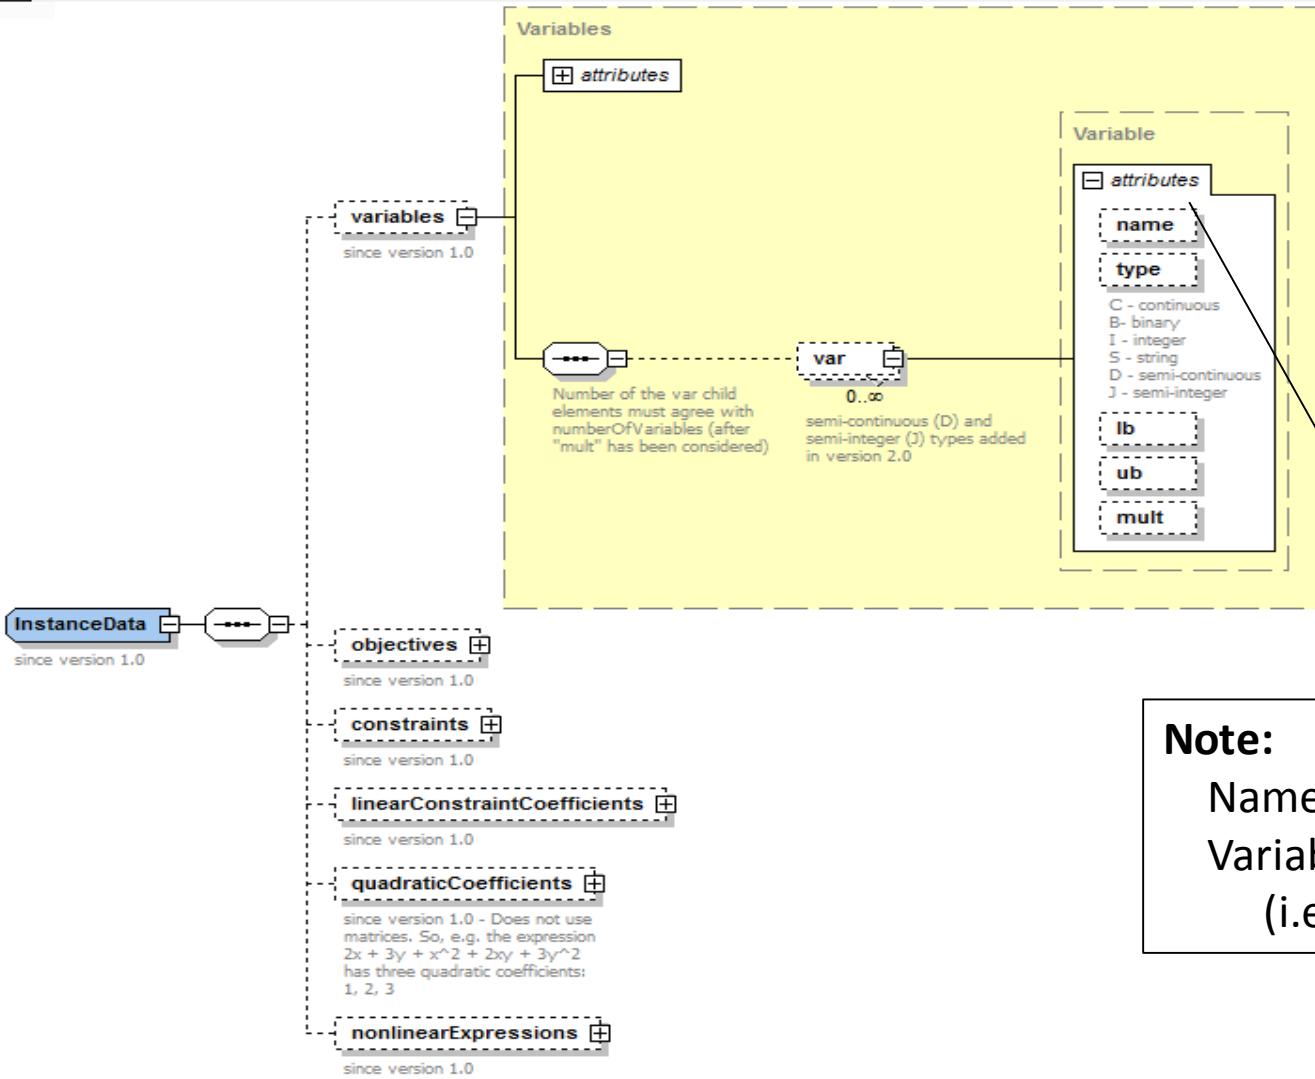 Variables
attributes
Variable
attributes
name
type
C - continuous
B- binary
I - integer
S - string
D - semi-continuous
J - semi-integer
lb
ub
mult
variables
since version 1.0
Number of the var child
elements must agree with
numberOfVariables (after
"mult" has been considered)
var
0..∞
semi-continuous (D) and
semi-integer (J) types added
in version 2.0
InstanceData
since version 1.0
objectives
since version 1.0
constraints
since version 1.0
linearConstraintCoefficients
since version 1.0
quadraticCoefficients
since version 1.0 - Does not use
matrices. So, e.g. the expression
2x + 3y + x^2 + 2xy + 3y^2
has three quadratic coefficients:
1, 2, 3
nonlinearExpressions
since version 1.0
Note:
Name
Variab
(i.e